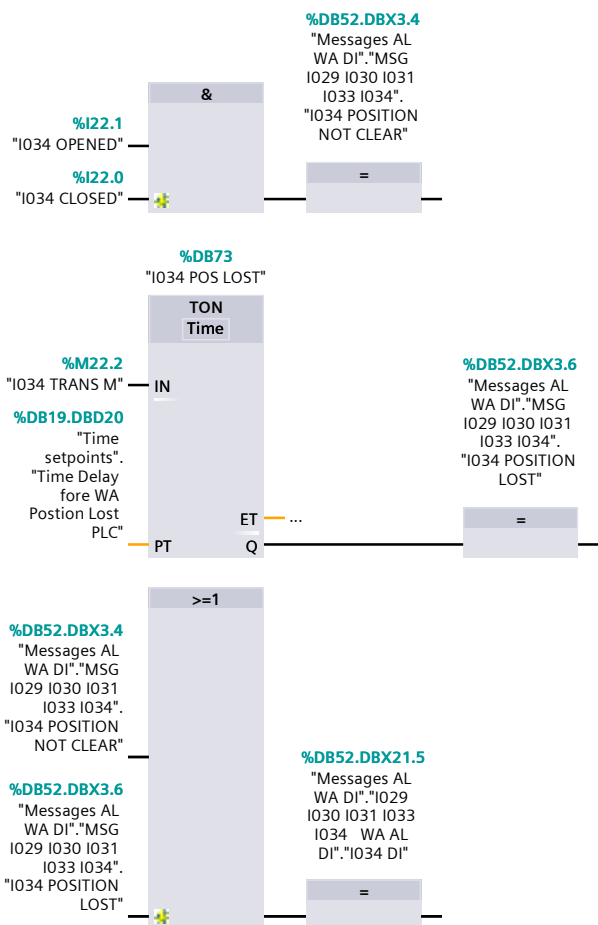 %DB52.DBX3.4
"Messages AL
WA DI"."MSG
I029 I030 I031
I033 I034".
"I034 POSITION
NOT CLEAR"
&
%I22.1
"I034 OPENED"
%I22.0
"I034 CLOSED"
=
%DB73
"I034 POS LOST"
TON
Time
%M22.2
"I034 TRANS M"
IN
%DB19.DBD20
"Time
setpoints".
"Time Delay
fore WA
Postion Lost
PLC"
PT
ET
...
Q
%DB52.DBX3.6
"Messages AL
WA DI"."MSG
I029 I030 I031
I033 I034".
"I034 POSITION
LOST"
=
>=1
%DB52.DBX3.4
"Messages AL
WA DI"."MSG
I029 I030 I031
I033 I034".
"I034 POSITION
NOT CLEAR"
%DB52.DBX3.6
"Messages AL
WA DI"."MSG
I029 I030 I031
I033 I034".
"I034 POSITION
LOST"
%DB52.DBX21.5
"Messages AL
WA DI"."I029
I030 I031 I033
I034 WA AL
DI"."I034 DI"
=